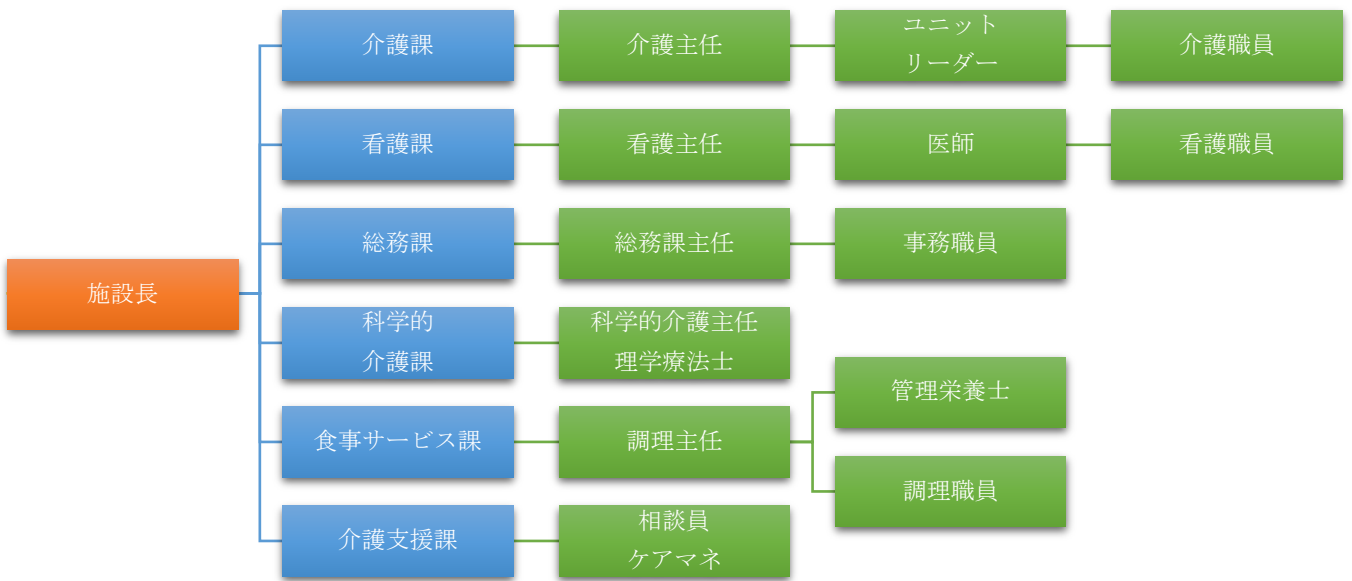 介護課
介護主任
ユニット
リーダー
介護職員
看護課
看護主任
医師
看護職員
総務課
総務課主任
事務職員
施設長
科学的
介護課
科学的介護主任
理学療法士
管理栄養士
食事サービス課
調理主任
調理職員
介護支援課
相談員
ケアマネ